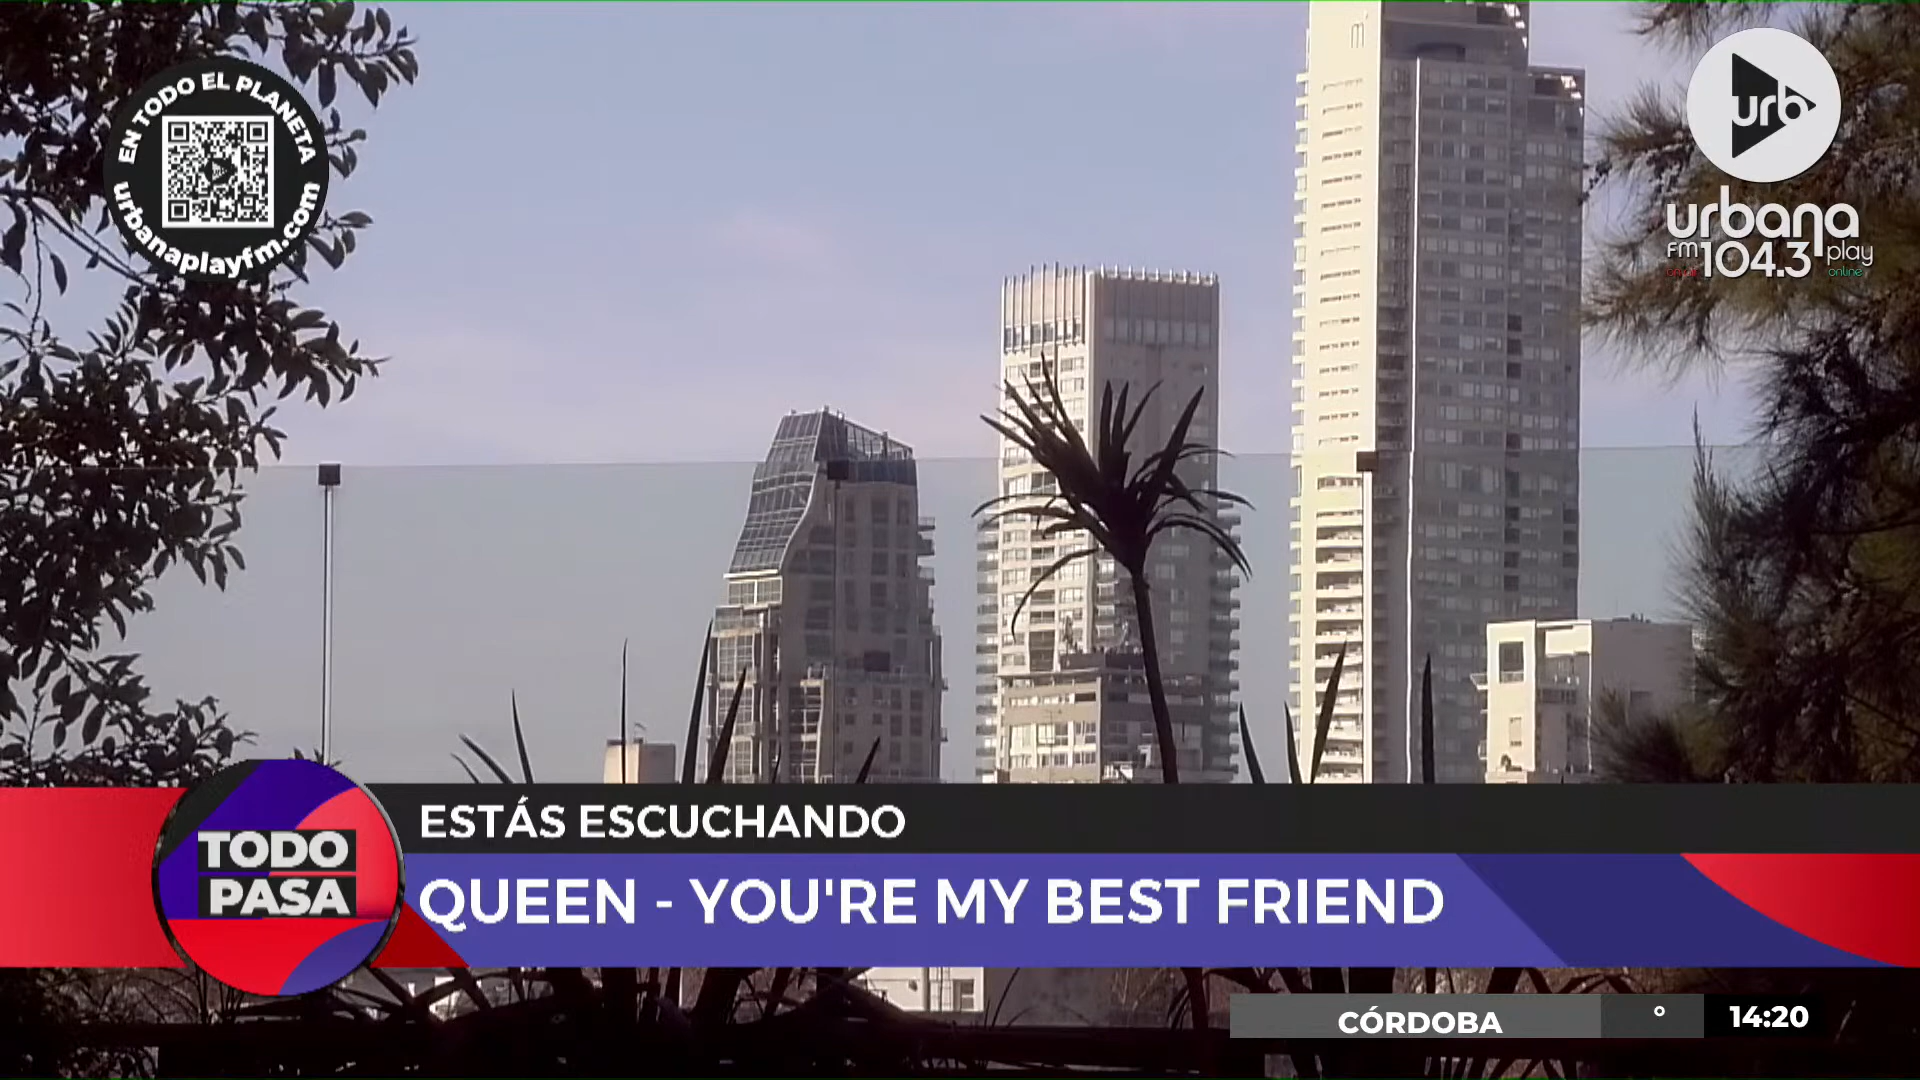 EN TODO EL PLANETA
urbanaplayfm.com
urb
urbana
FM 104.3 play
online
ESTÁS ESCUCHANDO
TODO
PASA
QUEEN - YOU'RE MY BEST FRIEND
CÓRDOBA ° 14:20